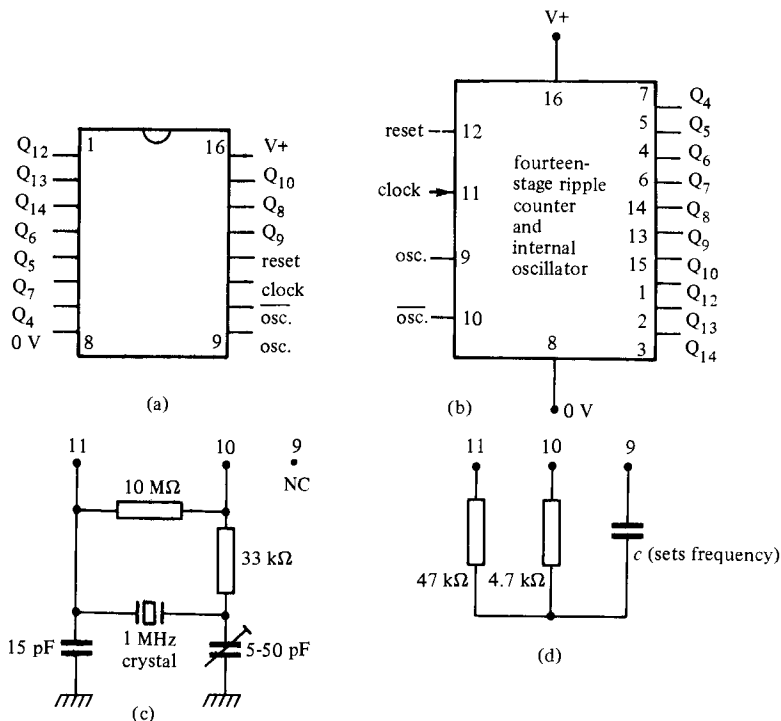 Q12 1 16 V+
Q13 Q10
Q14 Q8
Q6 Q9
Q5 reset
Q7 clock
Q4 osc.
0 V 8 9 osc.
(a)
V+
16
reset 12
clock 11
osc. 9
osc. 10
fourteen-
stage ripple
counter
and
internal
oscillator
7 Q4
5 Q5
4 Q6
6 Q7
14 Q8
13 Q9
15 Q10
1 Q12
2 Q13
3 Q14
8
0 V
(b)
11 10 9
NC
10 MΩ
33 kΩ
1 MHz
crystal
15 pF
5-50 pF
(c)
11 10 9
47 kΩ 4.7 kΩ
c (sets frequency)
(d)